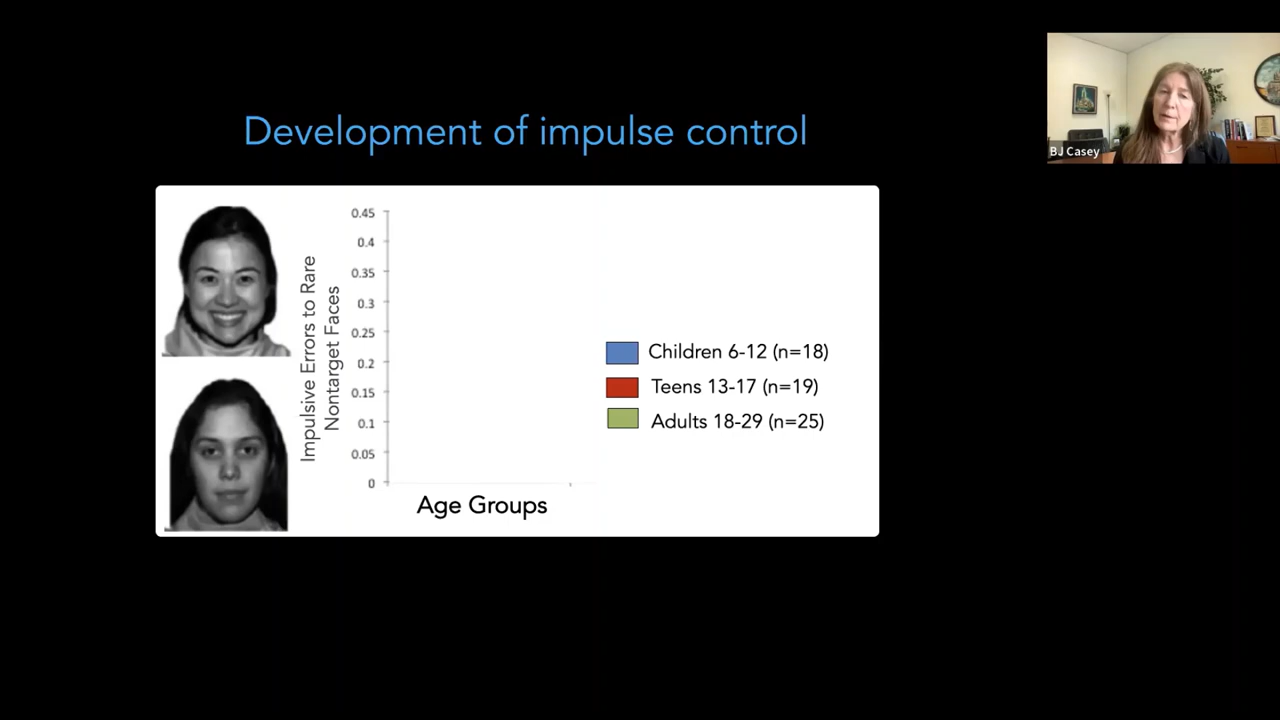 Development of impulse control
BJ Casey
Impulsive Errors to Rare
Nontarget Faces
0.45
0.4
0.35
0.3
0.25
0.2
0.15
0.1
0.05
0
Age Groups
Children 6-12 (n=18)
Teens 13-17 (n=19)
Adults 18-29 (n=25)